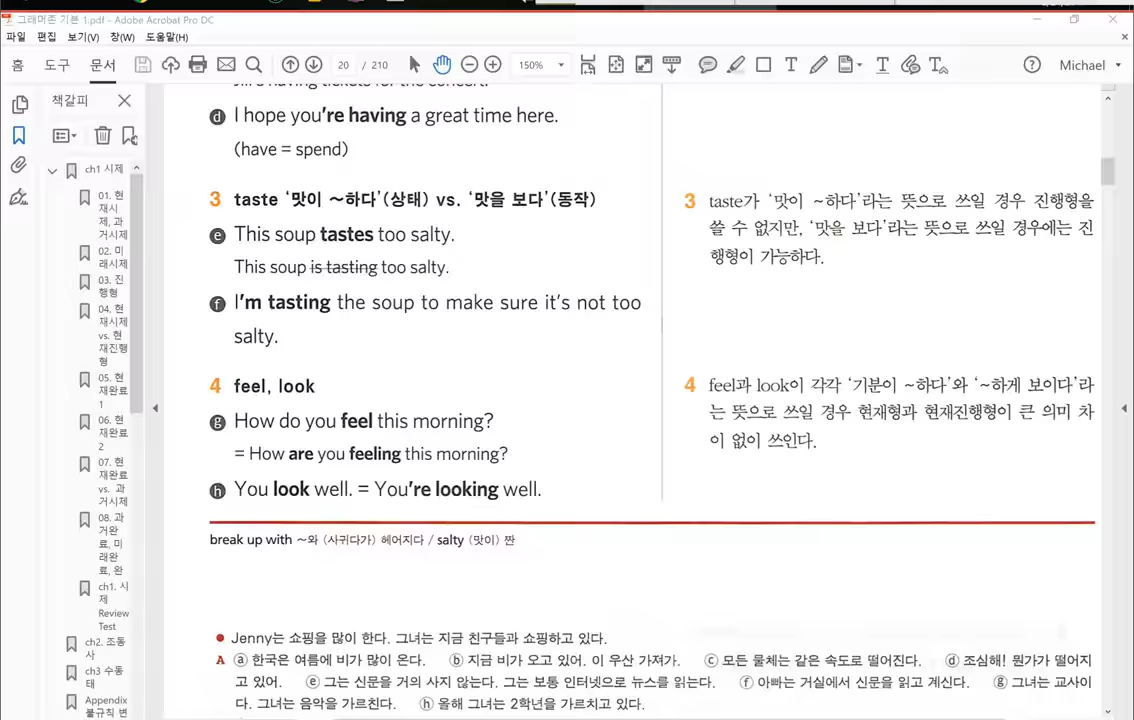 그래머존 기본 1.pdf - Adobe Acrobat Pro DC
파일 편집 보기(V) 창(W) 도움말(H)
홈 도구 문서 20 / 210 150% Michael
책갈피
ch1 시제
01. 현
재시
제, 과
거시제
02. 미
래시제
03. 진
행형
04. 현
재시제
vs. 현
재진행
형
05. 현
재완료
1
06. 현
재완료
2
07. 현
재완료
vs. 과
거시제
08. 과
거완
료, 미
래완
료, 완
ch1. 시
제
Review
Test
ch2. 조동
사
ch3 수동
태
Appendix
불규칙 변
d I hope you're having a great time here.
(have = spend)
3 taste '맛이 ~하다'(상태) vs. '맛을 보다'(동작)
e This soup tastes too salty.
This soup is tasting too salty.
f I'm tasting the soup to make sure it's not too
salty.
4 feel, look
g How do you feel this morning?
= How are you feeling this morning?
h You look well. = You're looking well.
3 taste가 '맛이 ~하다'라는 뜻으로 쓰일 경우 진행형을
쓸 수 없지만, '맛을 보다'라는 뜻으로 쓰일 경우에는 진
행형이 가능하다.
4 feel과 look이 각각 '기분이 ~하다'와 '~하게 보이다'라
는 뜻으로 쓰일 경우 현재형과 현재진행형이 큰 의미 차
이 없이 쓰인다.
break up with ~와 (사귀다가) 헤어지다 / salty (맛이) 짠
● Jenny는 쇼핑을 많이 한다. 그녀는 지금 친구들과 쇼핑하고 있다.
A ⓐ 한국은 여름에 비가 많이 온다. ⓑ 지금 비가 오고 있어. 이 우산 가져가. ⓒ 모든 물체는 같은 속도로 떨어진다. ⓓ 조심해! 뭔가가 떨어지
고 있어. ⓔ 그는 신문을 거의 사지 않는다. 그는 보통 인터넷으로 뉴스를 읽는다. ⓕ 아빠는 거실에서 신문을 읽고 계신다. ⓖ 그녀는 교사이
다. 그녀는 음악을 가르친다. ⓗ 올해 그녀는 2학년을 가르치고 있다.